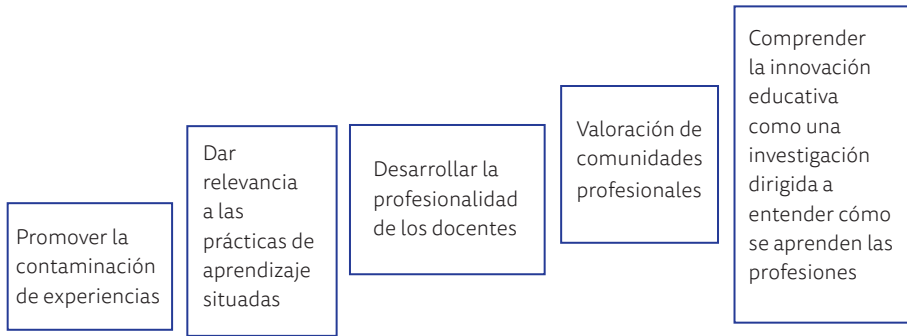 Promover la
contaminación
de experiencias
Dar
relevancia
a las
prácticas de
aprendizaje
situadas
Desarrollar la
profesionalidad
de los docentes
Valoración de
comunidades
profesionales
Comprender
la innovación
educativa
como una
investigación
dirigida a
entender cómo
se aprenden las
profesiones